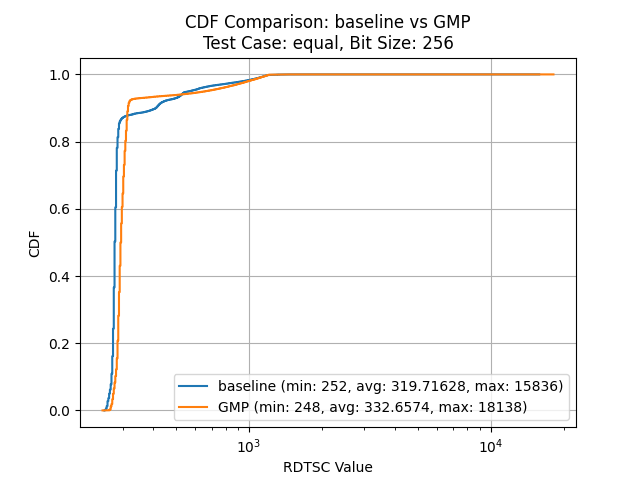 CDF Comparison: baseline vs GMP
Test Case: equal, Bit Size: 256
1.0
0.8
0.6
0.4
0.2
0.0
CDF
baseline (min: 252, avg: 319.71628, max: 15836)
GMP (min: 248, avg: 332.6574, max: 18138)
10³
10⁴
RDTSC Value